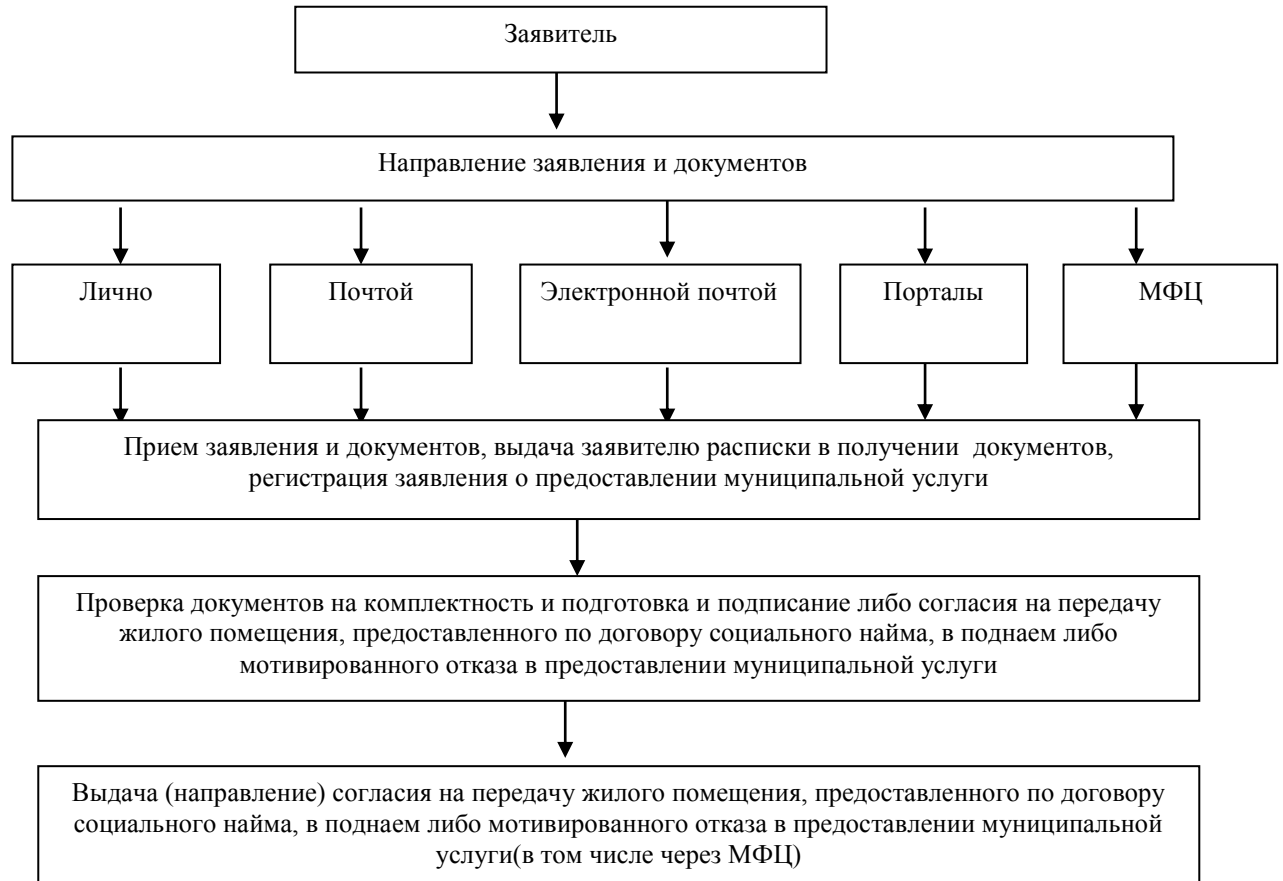 Заявитель
Направление заявления и документов
Лично
Почтой
Электронной почтой
Порталы
МФЦ
Прием заявления и документов, выдача заявителю расписки в получении  документов,
регистрация заявления о предоставлении муниципальной услуги
Проверка документов на комплектность и подготовка и подписание либо согласия на передачу
жилого помещения, предоставленного по договору социального найма, в поднаем либо
мотивированного отказа в предоставлении муниципальной услуги
Выдача (направление) согласия на передачу жилого помещения, предоставленного по договору
социального найма, в поднаем либо мотивированного отказа в предоставлении муниципальной
услуги(в том числе через МФЦ)